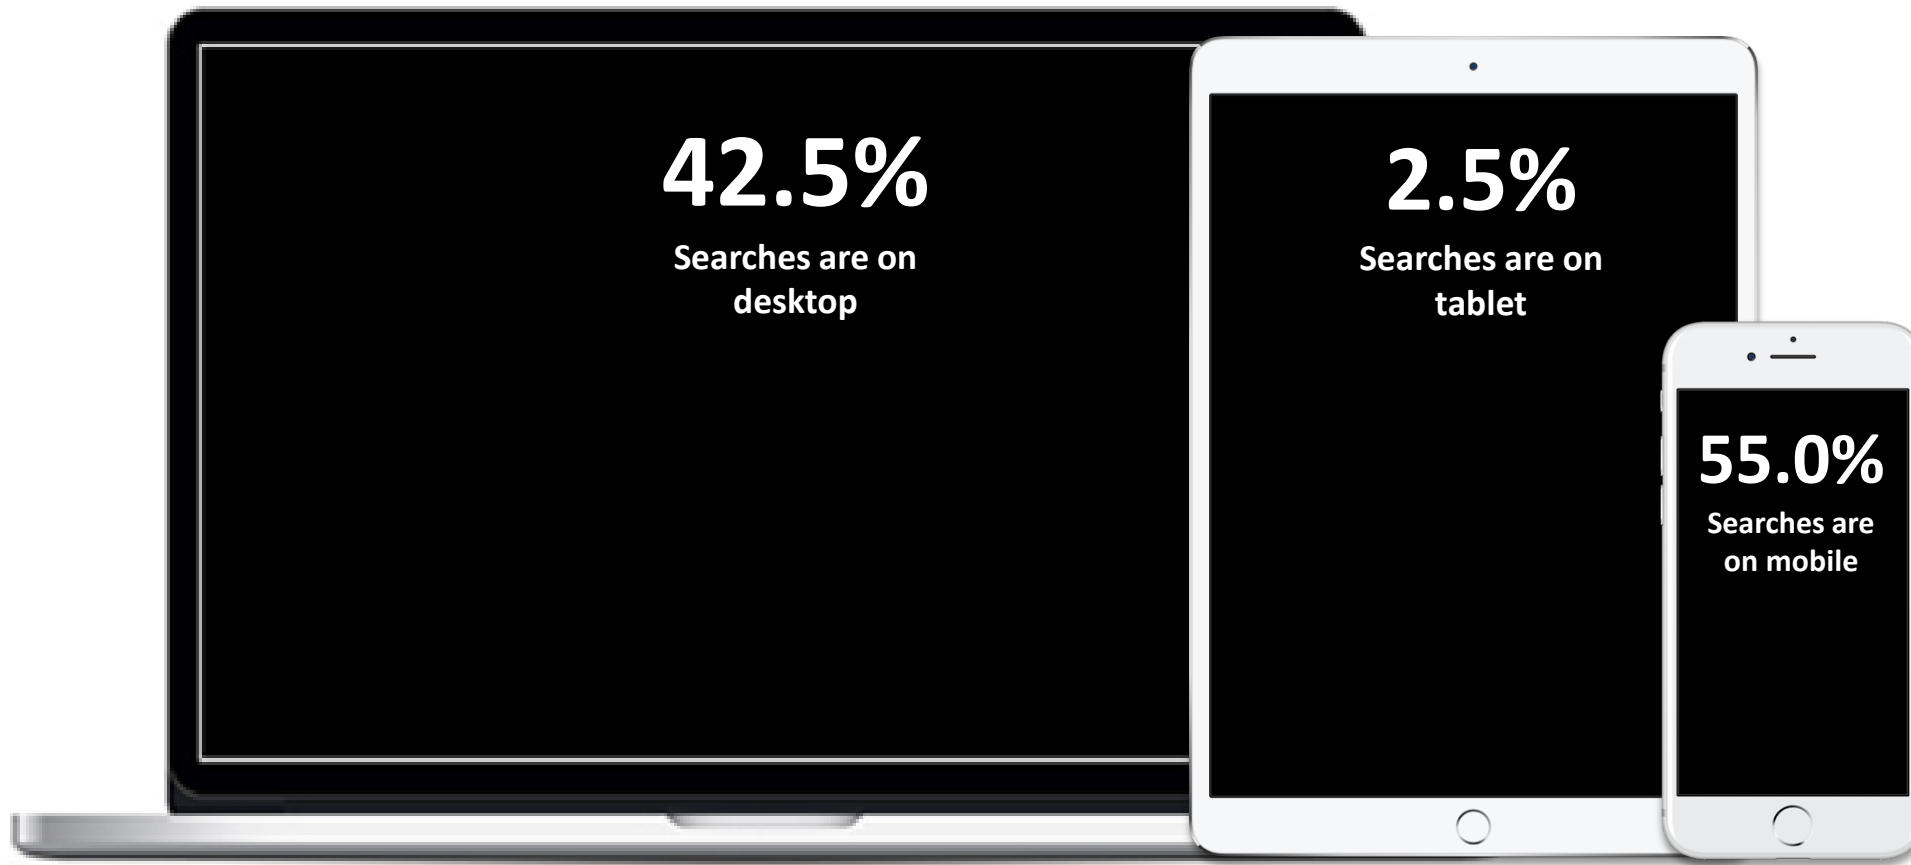 42.5%
Searches are on
desktop
2.5%
Searches are on
tablet
55.0%
Searches are
on mobile